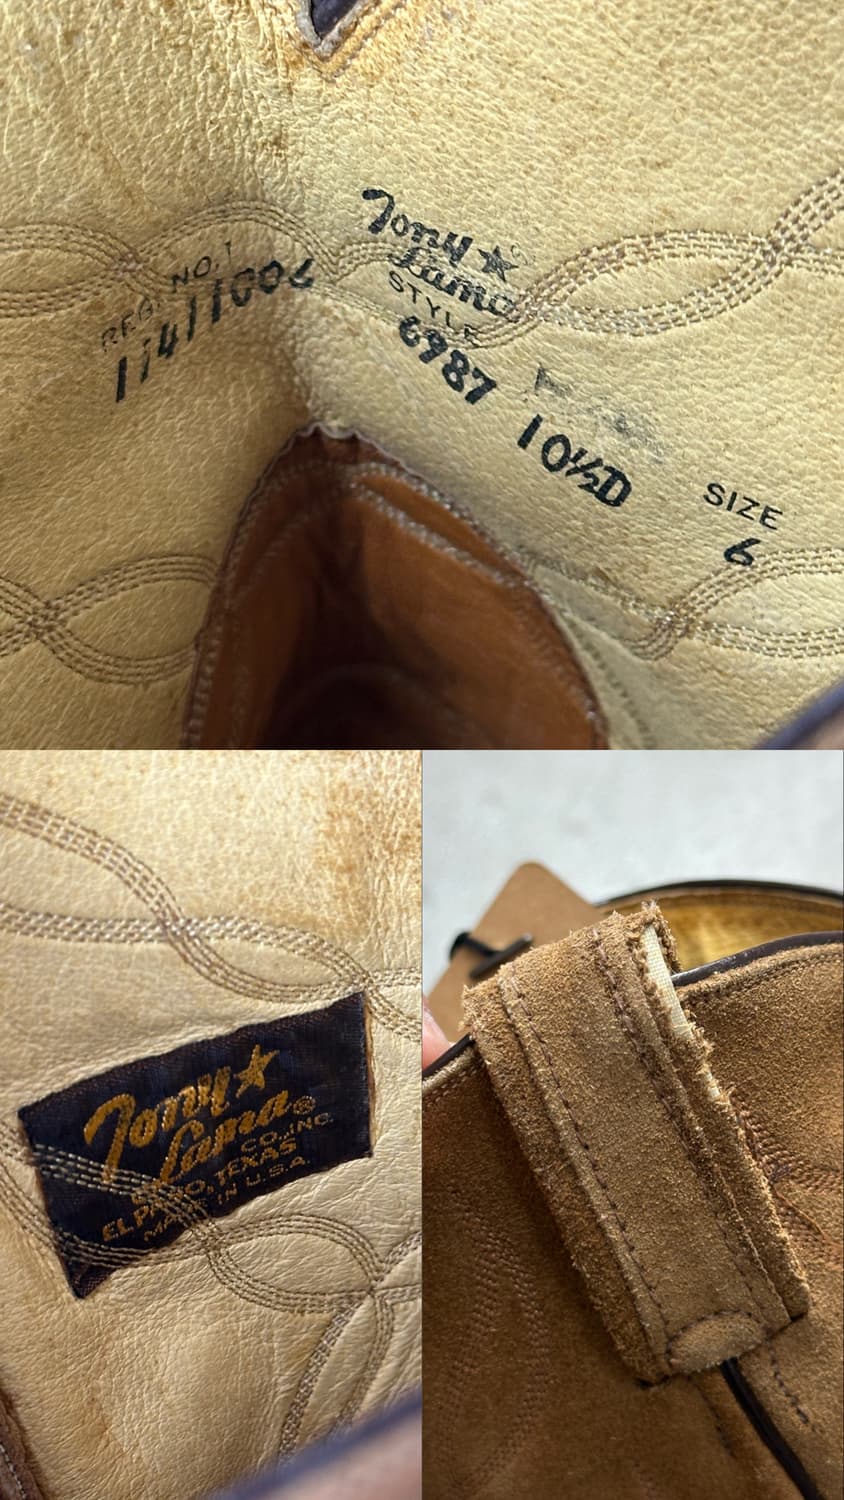 Tony Lama ®
STYLE
6987 10½D
SIZE
6
REG. NO.
11411006
Tony
Lama ®
CO., INC.
EL PASO, TEXAS
MADE IN U.S.A.